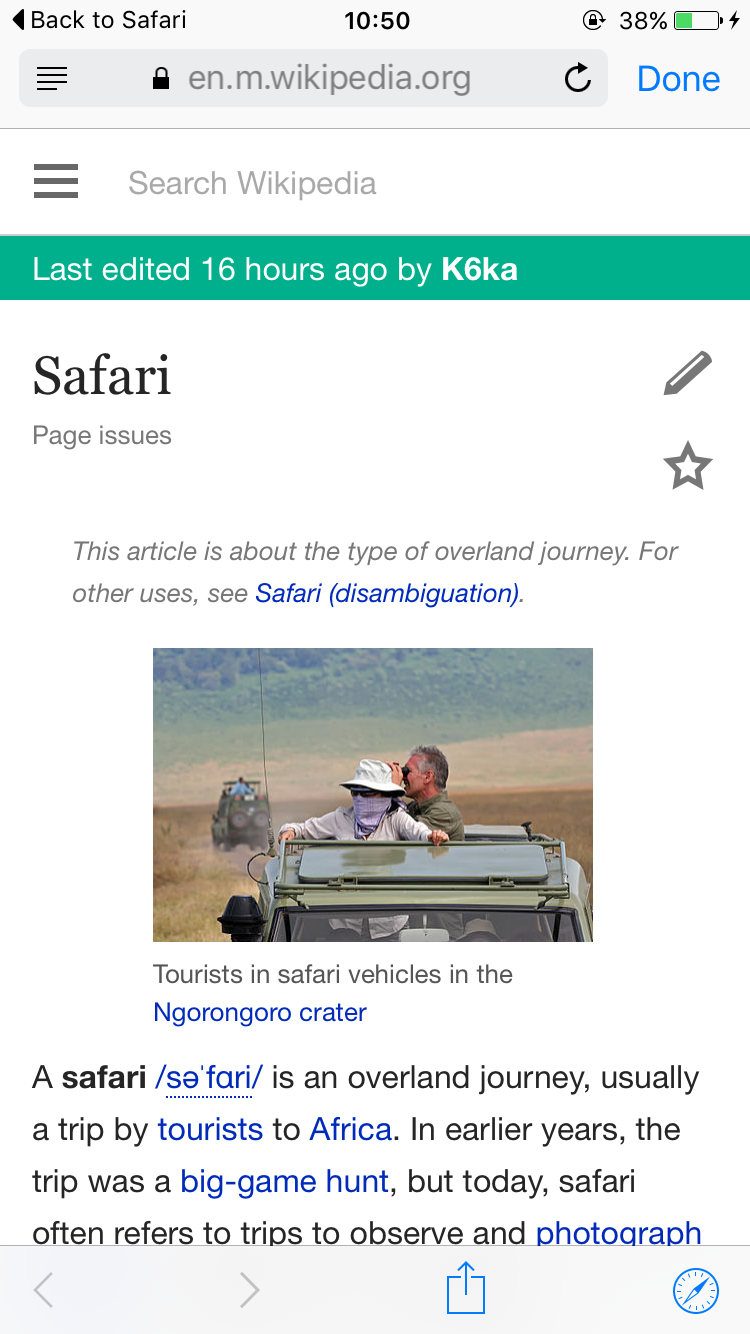 Back to Safari 10:50 38%
en.m.wikipedia.org Done
Search Wikipedia
Last edited 16 hours ago by K6ka
Safari
Page issues
This article is about the type of overland journey. For
other uses, see Safari (disambiguation).
Tourists in safari vehicles in the
Ngorongoro crater
A safari /səˈfɑri/ is an overland journey, usually
a trip by tourists to Africa. In earlier years, the
trip was a big-game hunt, but today, safari
often refers to trips to observe and photograph